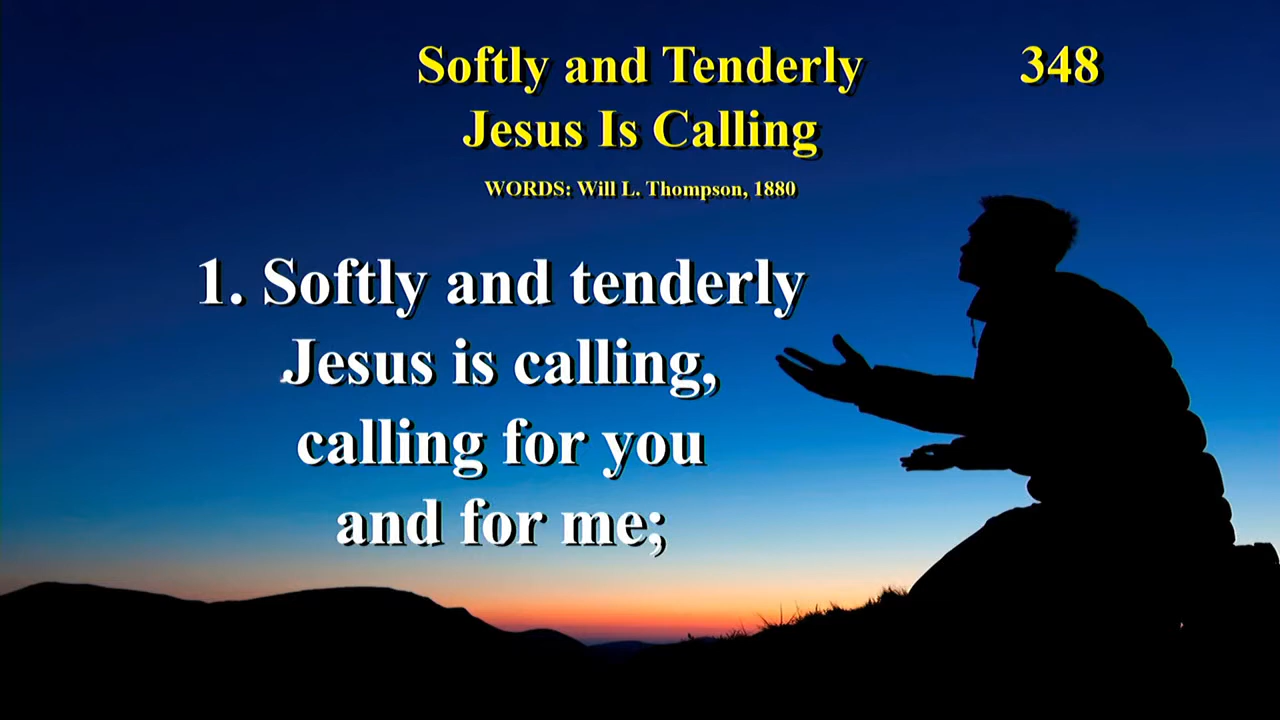 Softly and Tenderly 348
Jesus Is Calling
WORDS: Will L. Thompson, 1880
1. Softly and tenderly
Jesus is calling,
calling for you
and for me;